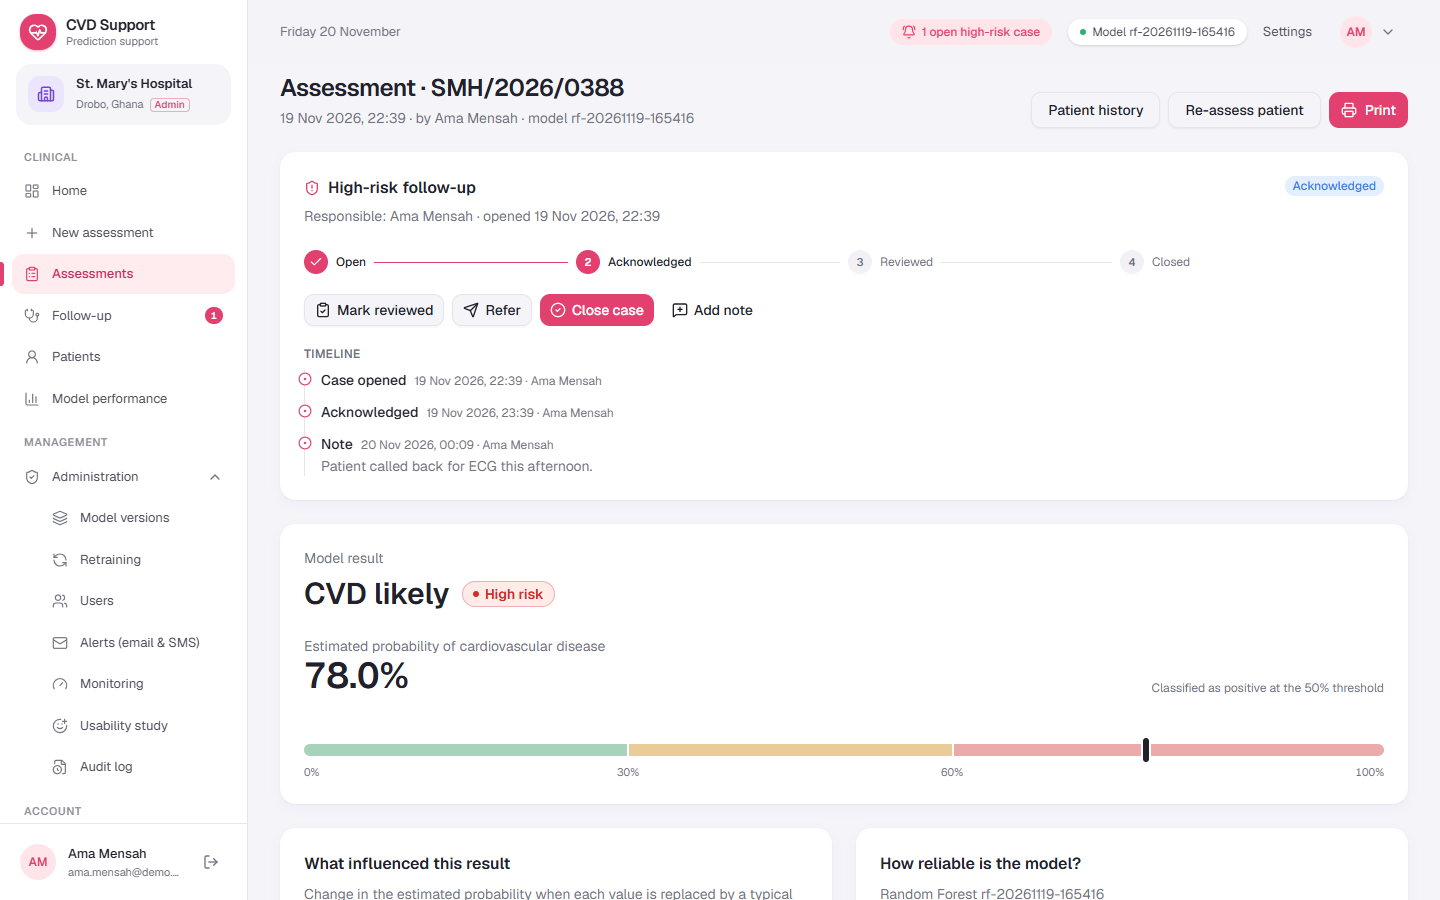 CVD Support
Prediction support
St. Mary's Hospital
Drobo, Ghana Admin
CLINICAL
Home
New assessment
Assessments
Follow-up 1
Patients
Model performance
MANAGEMENT
Administration
Model versions
Retraining
Users
Alerts (email & SMS)
Monitoring
Usability study
Audit log
ACCOUNT
AM Ama Mensah
ama.mensah@demo.…
Friday 20 November
1 open high-risk case
Model rf-20261119-165416
Settings
AM
Assessment · SMH/2026/0388
19 Nov 2026, 22:39 · by Ama Mensah · model rf-20261119-165416
Patient history
Re-assess patient
Print
High-risk follow-up
Acknowledged
Responsible: Ama Mensah · opened 19 Nov 2026, 22:39
Open
2 Acknowledged
3 Reviewed
4 Closed
Mark reviewed
Refer
Close case
Add note
TIMELINE
Case opened 19 Nov 2026, 22:39 · Ama Mensah
Acknowledged 19 Nov 2026, 23:39 · Ama Mensah
Note 20 Nov 2026, 00:09 · Ama Mensah
Patient called back for ECG this afternoon.
Model result
CVD likely High risk
Estimated probability of cardiovascular disease
78.0%
Classified as positive at the 50% threshold
0% 30% 60% 100%
What influenced this result
Change in the estimated probability when each value is replaced by a typical
How reliable is the model?
Random Forest rf-20261119-165416